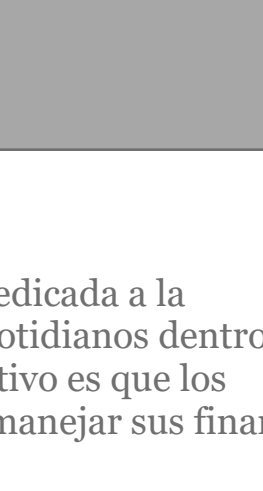 edicada a la
otidianos dentro
tivo es que los
manejar sus finan